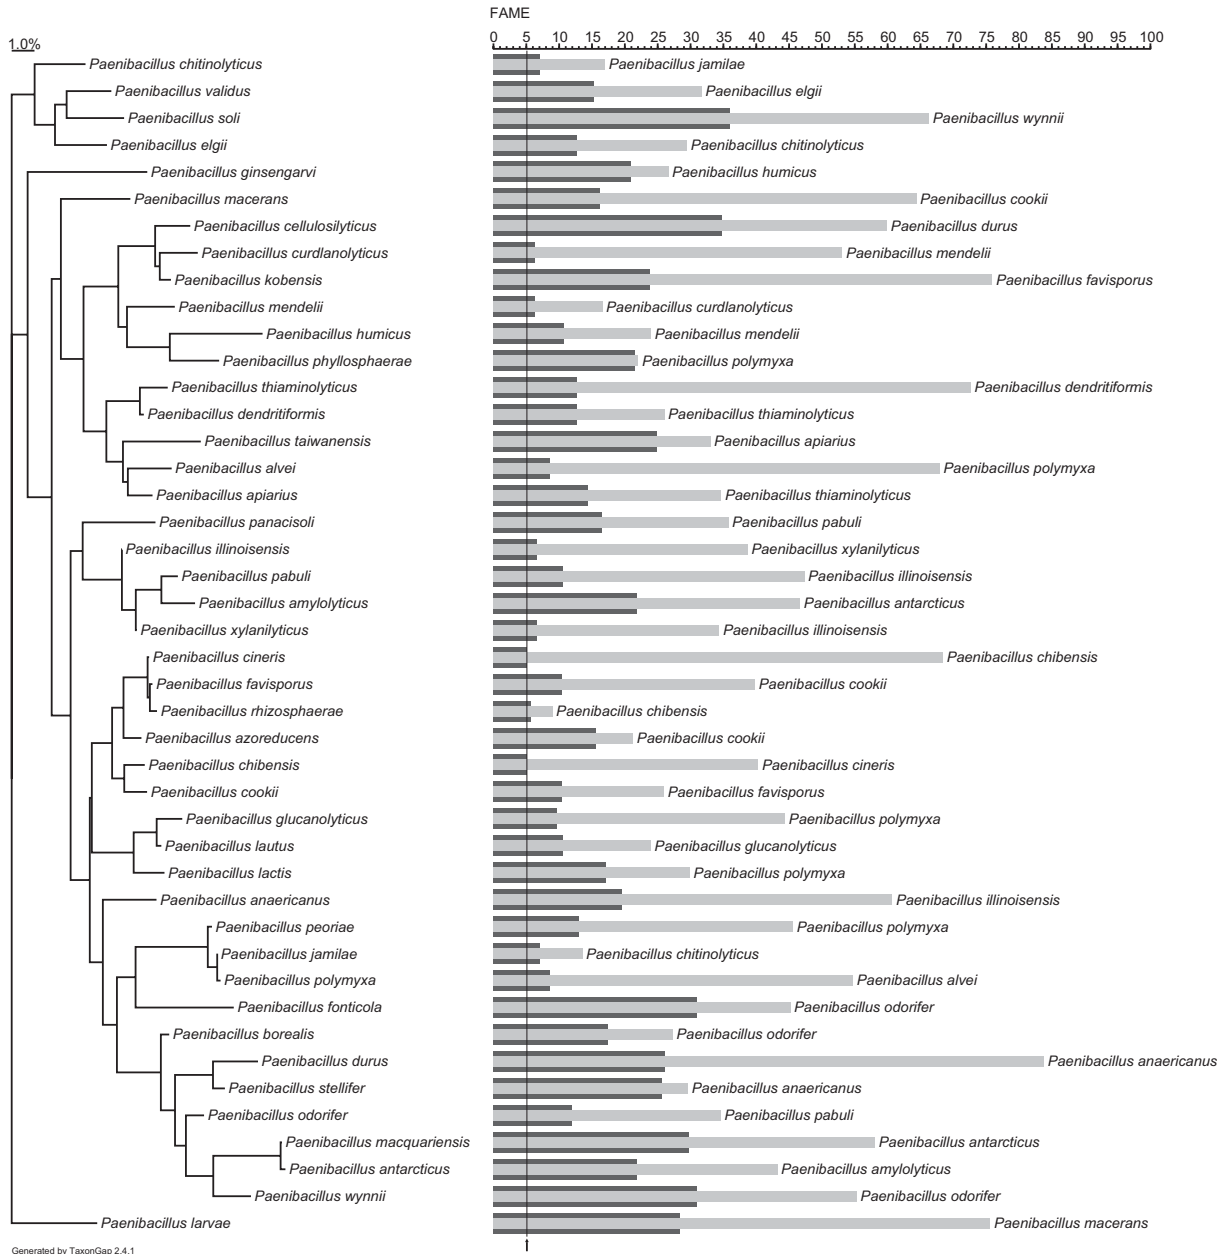 FAME
1.0%
0 5 10 15 20 25 30 35 40 45 50 55 60 65 70 75 80 85 90 95 100
Paenibacillus chitinolyticus Paenibacillus jamilae
Paenibacillus validus Paenibacillus elgii
Paenibacillus soli Paenibacillus wynnii
Paenibacillus elgii Paenibacillus chitinolyticus
Paenibacillus ginsengarvi Paenibacillus humicus
Paenibacillus macerans Paenibacillus cookii
Paenibacillus cellulosilyticus Paenibacillus durus
Paenibacillus curdlanolyticus Paenibacillus mendelii
Paenibacillus kobensis Paenibacillus favisporus
Paenibacillus mendelii Paenibacillus curdlanolyticus
Paenibacillus humicus Paenibacillus mendelii
Paenibacillus phyllosphaerae Paenibacillus polymyxa
Paenibacillus thiaminolyticus Paenibacillus dendritiformis
Paenibacillus dendritiformis Paenibacillus thiaminolyticus
Paenibacillus taiwanensis Paenibacillus apiarius
Paenibacillus alvei Paenibacillus polymyxa
Paenibacillus apiarius Paenibacillus thiaminolyticus
Paenibacillus panacisoli Paenibacillus pabuli
Paenibacillus illinoisensis Paenibacillus xylanilyticus
Paenibacillus pabuli Paenibacillus illinoisensis
Paenibacillus amylolyticus Paenibacillus antarcticus
Paenibacillus xylanilyticus Paenibacillus illinoisensis
Paenibacillus cineris Paenibacillus chibensis
Paenibacillus favisporus Paenibacillus cookii
Paenibacillus rhizosphaerae Paenibacillus chibensis
Paenibacillus azoreducens Paenibacillus cookii
Paenibacillus chibensis Paenibacillus cineris
Paenibacillus cookii Paenibacillus favisporus
Paenibacillus glucanolyticus Paenibacillus polymyxa
Paenibacillus lautus Paenibacillus glucanolyticus
Paenibacillus lactis Paenibacillus polymyxa
Paenibacillus anaericanus Paenibacillus illinoisensis
Paenibacillus peoriae Paenibacillus polymyxa
Paenibacillus jamilae Paenibacillus chitinolyticus
Paenibacillus polymyxa Paenibacillus alvei
Paenibacillus fonticola Paenibacillus odorifer
Paenibacillus borealis Paenibacillus odorifer
Paenibacillus durus Paenibacillus anaericanus
Paenibacillus stellifer Paenibacillus anaericanus
Paenibacillus odorifer Paenibacillus pabuli
Paenibacillus macquariensis Paenibacillus antarcticus
Paenibacillus antarcticus Paenibacillus amylolyticus
Paenibacillus wynnii Paenibacillus odorifer
Paenibacillus larvae Paenibacillus macerans
Generated by TaxonGap 2.4.1